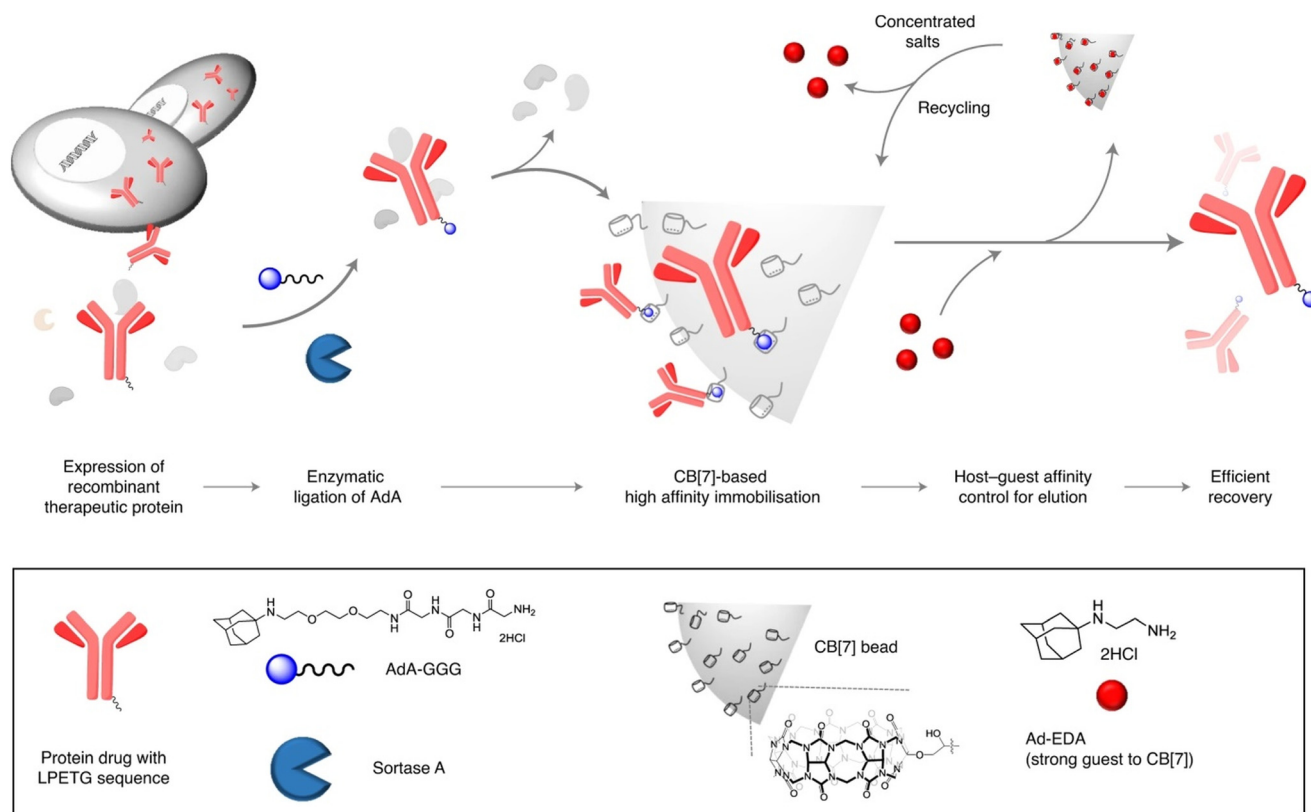 Concentrated
salts
Recycling
Expression of
recombinant
therapeutic protein
Enzymatic
ligation of AdA
CB[7]-based
high affinity immobilisation
Host–guest affinity
control for elution
Efficient
recovery
Protein drug with
LPETG sequence
H
N
O
O
N
H
O
H
N
O
N
H
O
NH₂
2HCl
AdA-GGG
Sortase A
CB[7] bead
HO
O
H
N
NH₂
2HCl
Ad-EDA
(strong guest to CB[7])